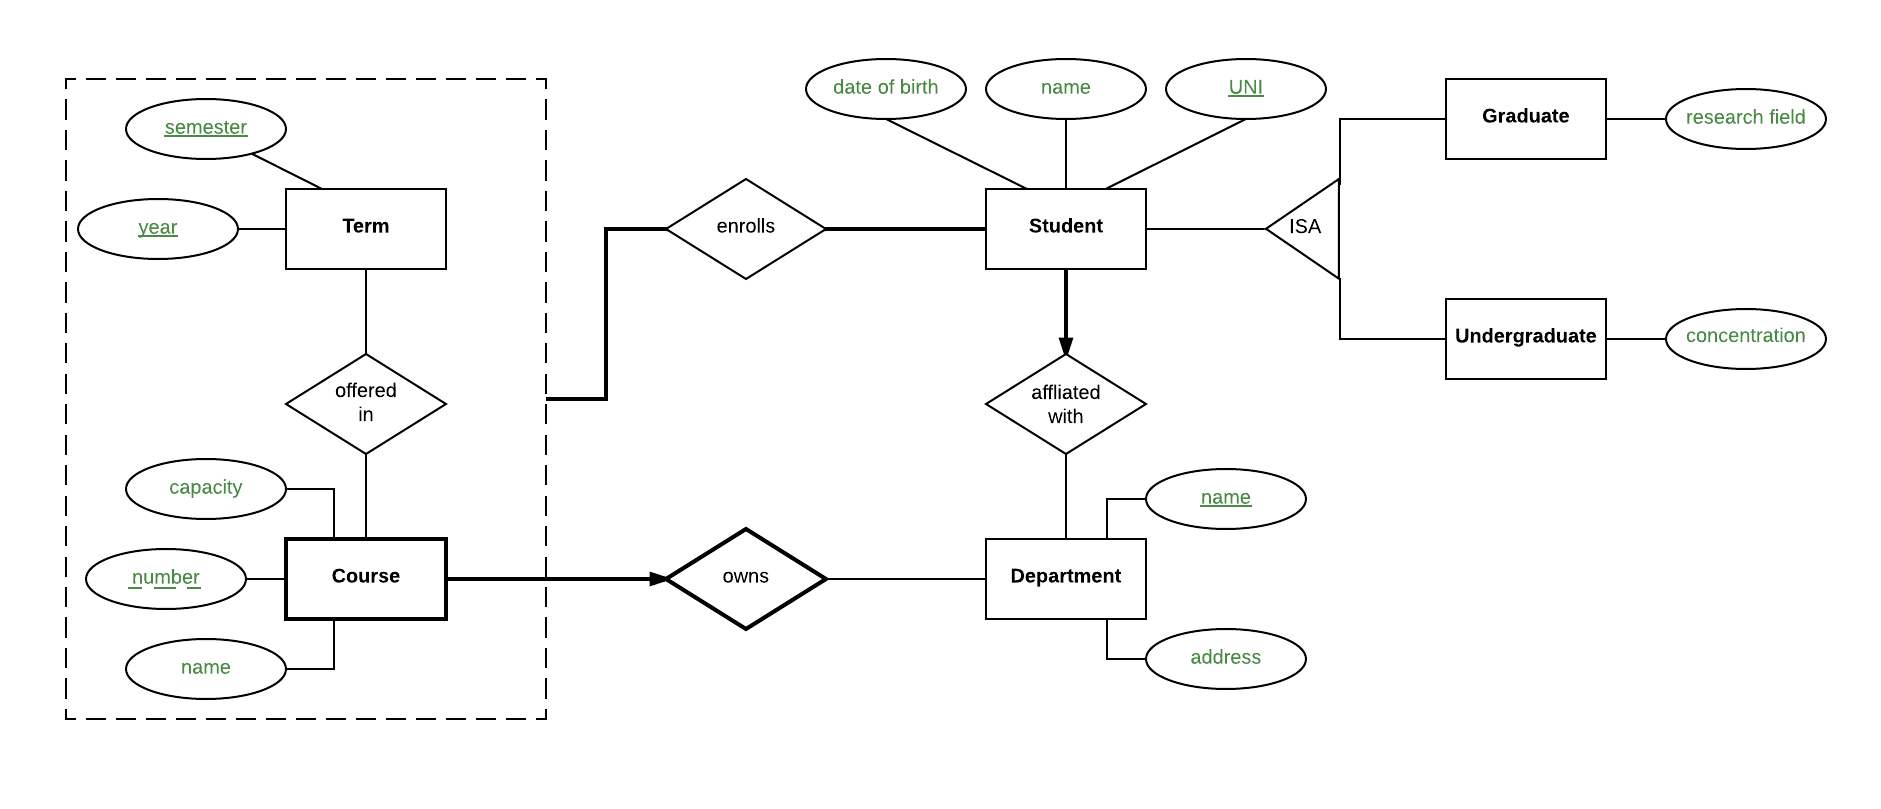 date of birth
name
UNI
Graduate
research field
semester
year
Term
enrolls
Student
ISA
Undergraduate
concentration
offered
in
affliated
with
capacity
name
number
Course
owns
Department
name
address